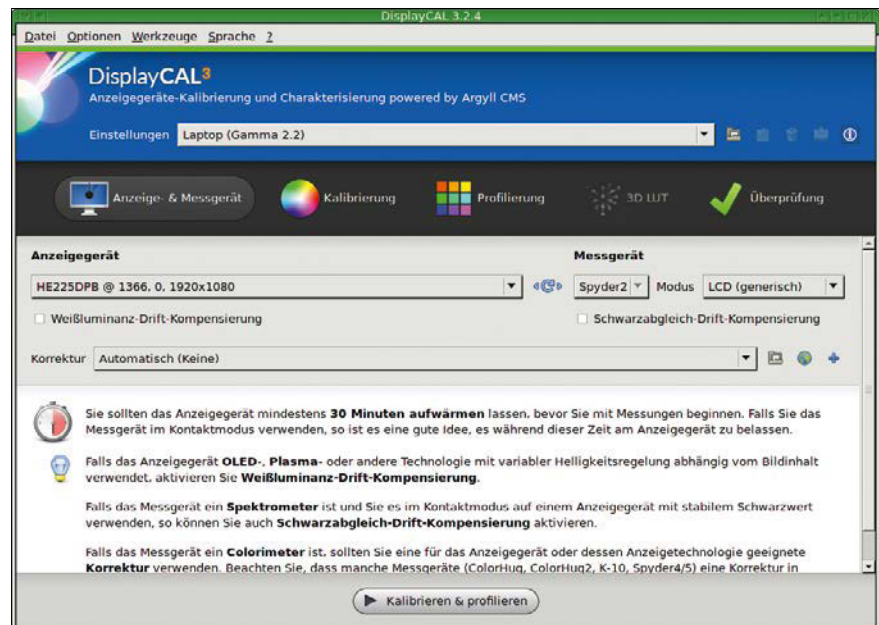 DisplayCAL 3.2.4
Datei Optionen Werkzeuge Sprache ?
DisplayCAL3
Anzeigegeräte-Kalibrierung und Charakterisierung powered by Argyll CMS
Einstellungen Laptop (Gamma 2.2)
Anzeige- & Messgerät Kalibrierung Profilierung 3D LUT Überprüfung
Anzeigegerät Messgerät
HE225DPB @ 1366, 0, 1920x1080 Spyder2 Modus LCD (generisch)
Weißluminanz-Drift-Kompensierung Schwarzabgleich-Drift-Kompensierung
Korrektur Automatisch (Keine)
Sie sollten das Anzeigegerät mindestens 30 Minuten aufwärmen lassen, bevor Sie mit Messungen beginnen. Falls Sie das
Messgerät im Kontaktmodus verwenden, so ist es eine gute Idee, es während dieser Zeit am Anzeigegerät zu belassen.
Falls das Anzeigegerät OLED-, Plasma- oder andere Technologie mit variabler Helligkeitsregelung abhängig vom Bildinhalt
verwendet, aktivieren Sie Weißluminanz-Drift-Kompensierung.
Falls das Messgerät ein Spektrometer ist und Sie es im Kontaktmodus auf einem Anzeigegerät mit stabilem Schwarzwert
verwenden, so können Sie auch Schwarzabgleich-Drift-Kompensierung aktivieren.
Falls das Messgerät ein Colorimeter ist, sollten Sie eine für das Anzeigegerät oder dessen Anzeigetechnologie geeignete
Korrektur verwenden. Beachten Sie, dass manche Messgeräte (ColorHug, ColorHug2, K-10, Spyder4/5) eine Korrektur in
Kalibrieren & profilieren